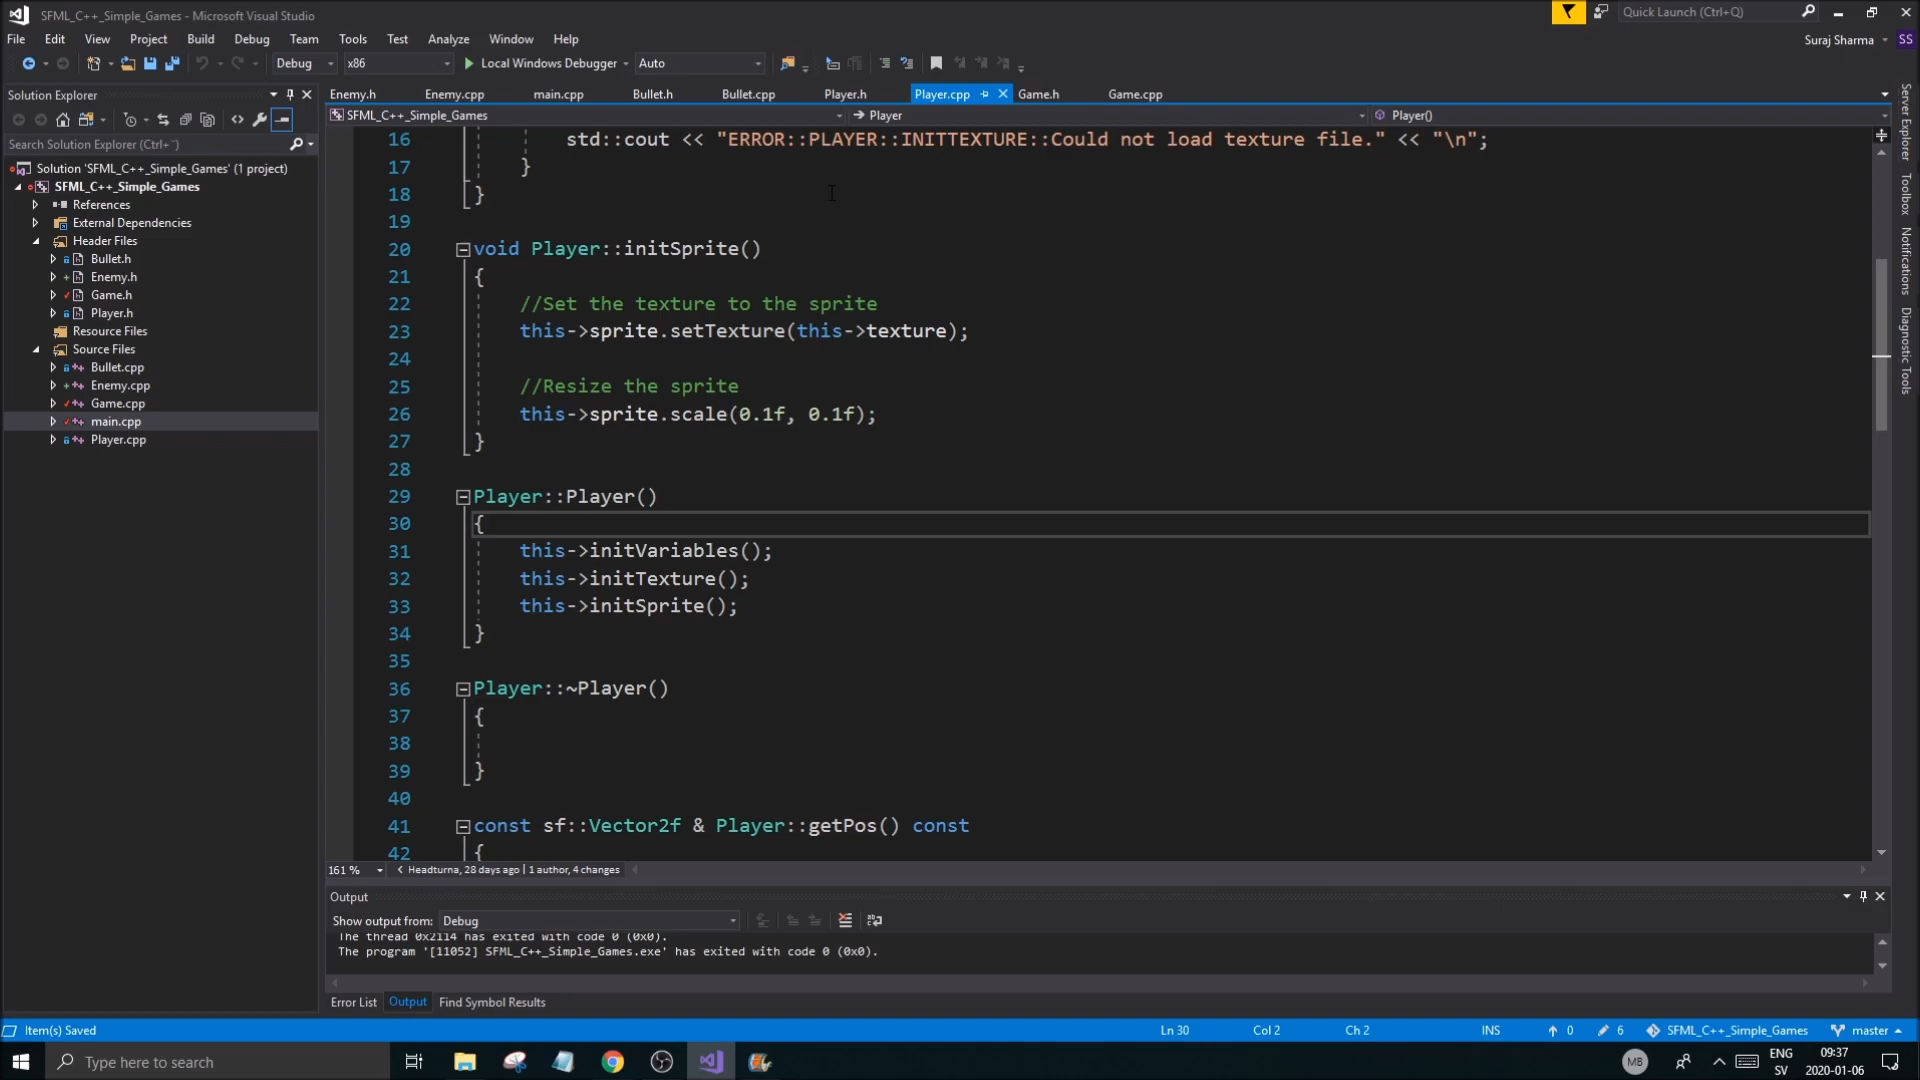 SFML_C++_Simple_Games - Microsoft Visual Studio
Quick Launch (Ctrl+Q)
File Edit View Project Build Debug Team Tools Test Analyze Window Help
Suraj Sharma SS
Debug x86 Local Windows Debugger Auto
Solution Explorer
Enemy.h Enemy.cpp main.cpp Bullet.h Bullet.cpp Player.h Player.cpp Game.h Game.cpp
SFML_C++_Simple_Games Player Player()
Search Solution Explorer (Ctrl+¨)
Solution 'SFML_C++_Simple_Games' (1 project)
SFML_C++_Simple_Games
References
External Dependencies
Header Files
Bullet.h
Enemy.h
Game.h
Player.h
Resource Files
Source Files
Bullet.cpp
Enemy.cpp
Game.cpp
main.cpp
Player.cpp
16 std::cout << "ERROR::PLAYER::INITTEXTURE::Could not load texture file." << "\n";
17 }
18 }
19
20 void Player::initSprite()
21 {
22 //Set the texture to the sprite
23 this->sprite.setTexture(this->texture);
24
25 //Resize the sprite
26 this->sprite.scale(0.1f, 0.1f);
27 }
28
29 Player::Player()
30 {
31 this->initVariables();
32 this->initTexture();
33 this->initSprite();
34 }
35
36 Player::~Player()
37 {
38
39 }
40
41 const sf::Vector2f & Player::getPos() const
42 {
161 % Headturna, 28 days ago | 1 author, 4 changes
Server Explorer
Toolbox
Notifications
Diagnostic Tools
Output
Show output from: Debug
The thread 0x2114 has exited with code 0 (0x0).
The program '[11052] SFML_C++_Simple_Games.exe' has exited with code 0 (0x0).
Error List Output Find Symbol Results
Item(s) Saved Ln 30 Col 2 Ch 2 INS 0 6 SFML_C++_Simple_Games master
Type here to search
MB
ENG
SV
09:37
2020-01-06